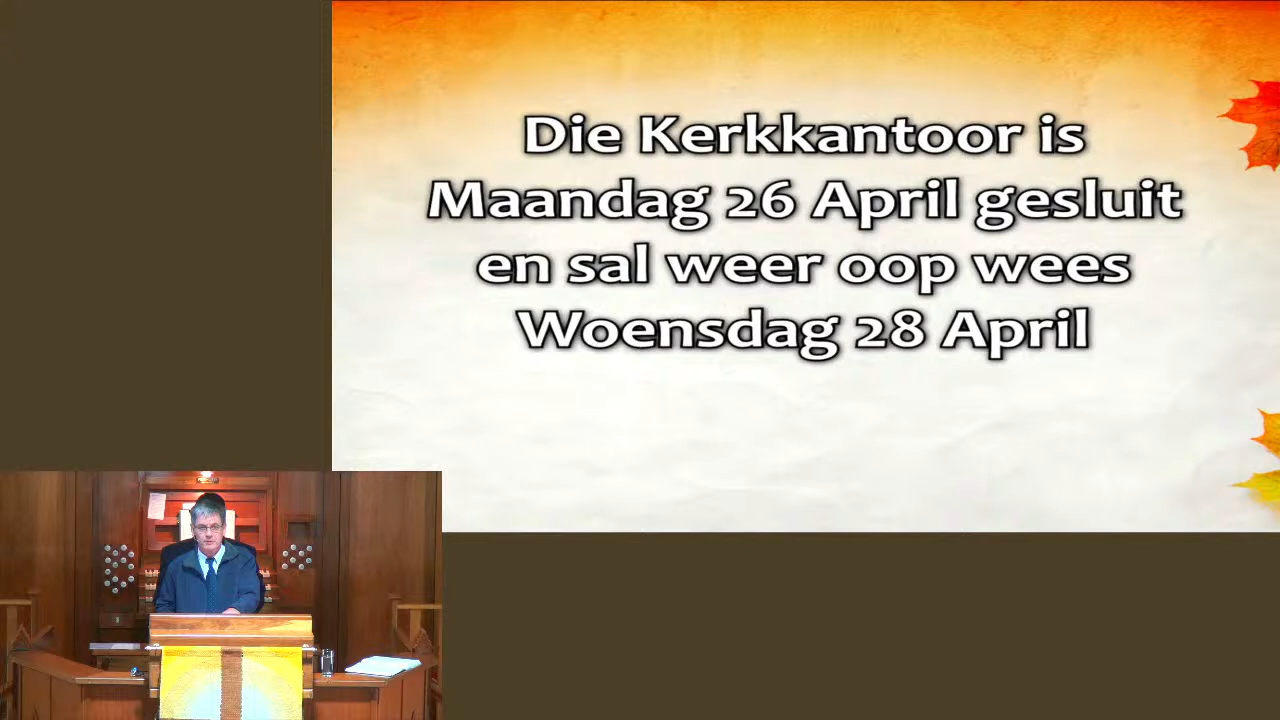 Die Kerkkantoor is
Maandag 26 April gesluit
en sal weer oop wees
Woensdag 28 April